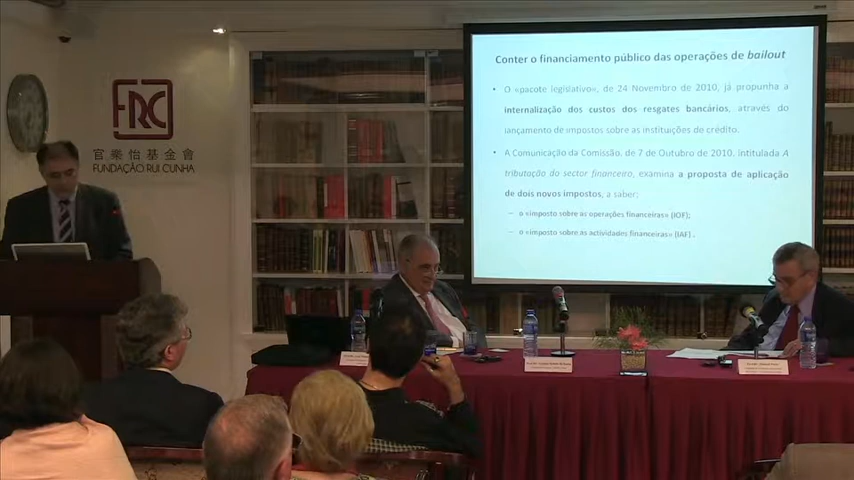 FRC
官樂怡基金會
FUNDAÇÃO RUI CUNHA
Conter o financiamento público das operações de bailout
• O «pacote legislativo», de 24 Novembro de 2010, já propunha a
internalização dos custos dos resgates bancários, através do
lançamento de impostos sobre as instituições de crédito.
• A Comunicação da Comissão, de 7 de Outubro de 2010, intitulada A
tributação do sector financeiro, examina a proposta de aplicação
de dois novos impostos, a saber:
– o «imposto sobre as operações financeiras» (IOF);
– o «imposto sobre as actividades financeiras» (IAF) .